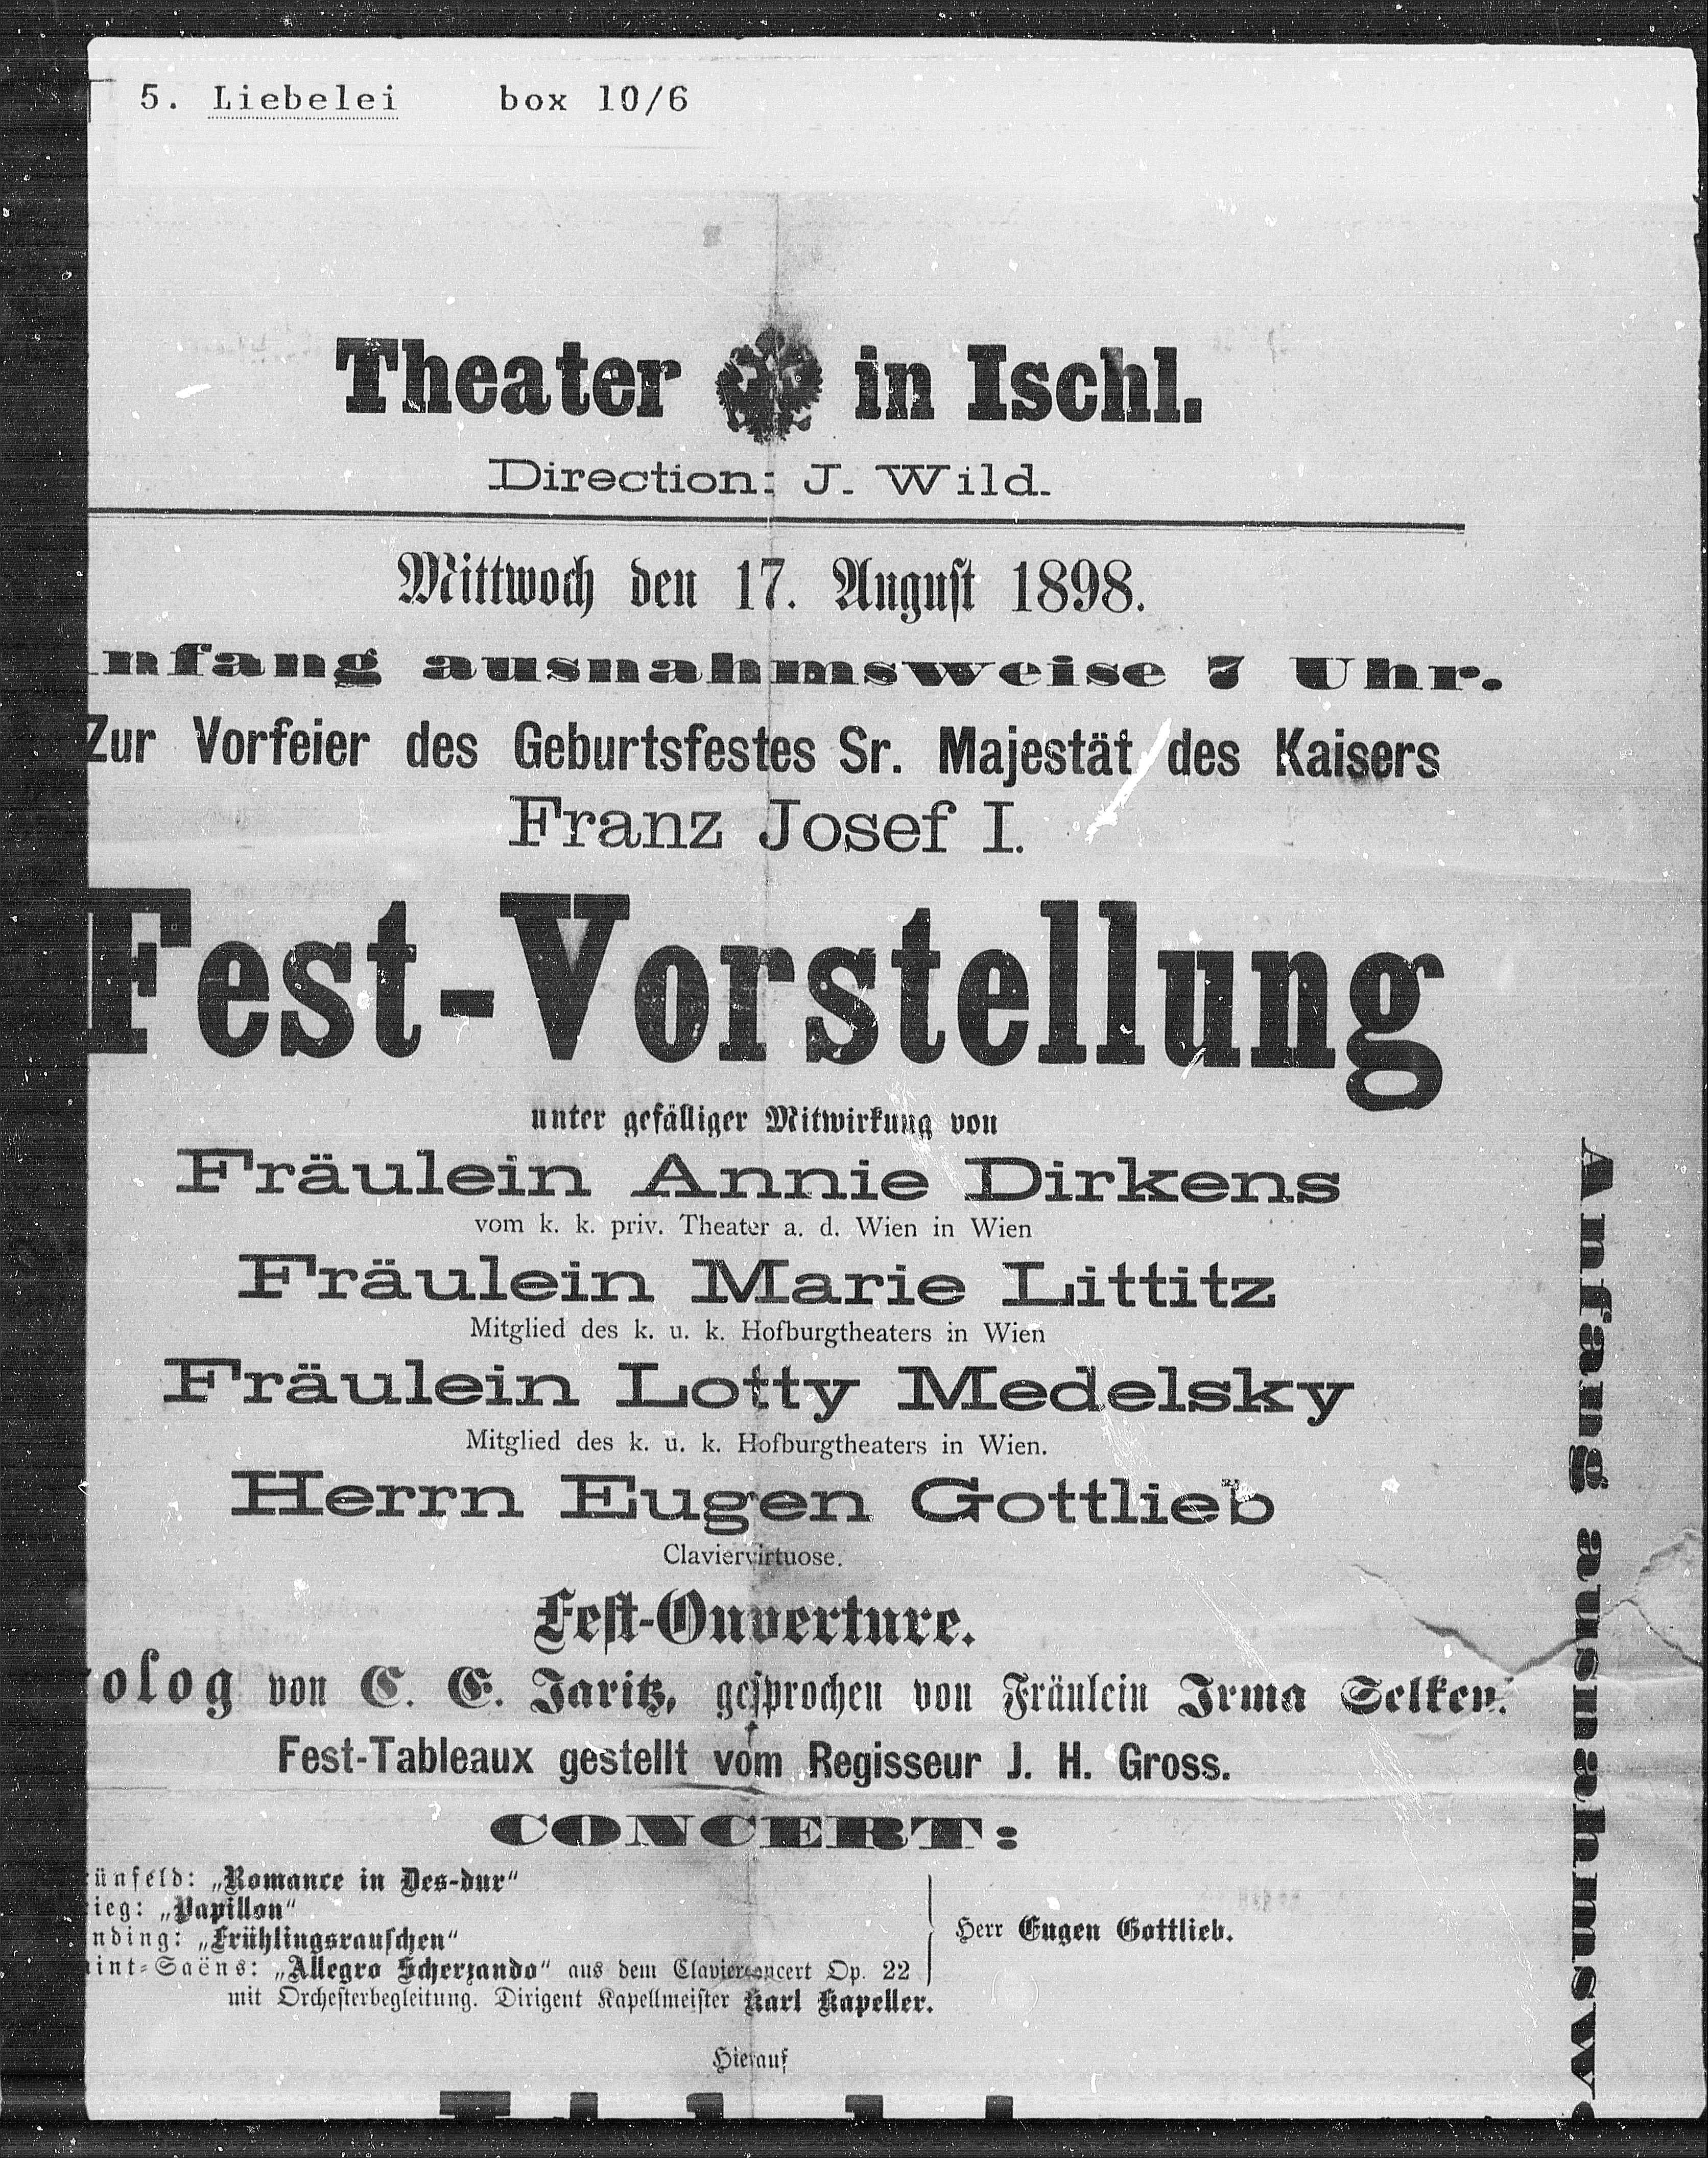 5. Liebelei box 10/6
Theater in Ischl.
Direction: J. Wild.
Mittwoch den 17. August 1898.
nfang ausnahmsweise 7 Uhr.
Zur Vorfeier des Geburtsfestes Sr. Majestät des Kaisers
Franz Josef I.
Fest-Vorstellung
unter gefälliger Mitwirkung von
Fräulein Annie Dirkens
vom k. k. priv. Theater a. d. Wien in Wien
Fräulein Marie Littitz
Mitglied des k. u. k. Hofburgtheaters in Wien
Fräulein Lotty Medelsky
Mitglied des k. u. k. Hofburgtheaters in Wien.
Herrn Eugen Gottlieb
Claviervirtuose.
Fest-Ouverture.
olog von C. E. Jaritz, gesprochen von Fräulein Irma Selken.
Fest-Tableaux gestellt vom Regisseur J. H. Gross.
CONCERT:
ünfeld: „Romance in Des-dur“
ieg: „Papillon“
nding: „Frühlingsrauschen“
int-Saëns: „Allegro Scherzando“ aus dem Clavierconcert Op. 22
Herr Eugen Gottlieb.
mit Orchesterbegleitung. Dirigent Kapellmeister Karl Kapeller.
Hierauf
Anfang ausnahmsw